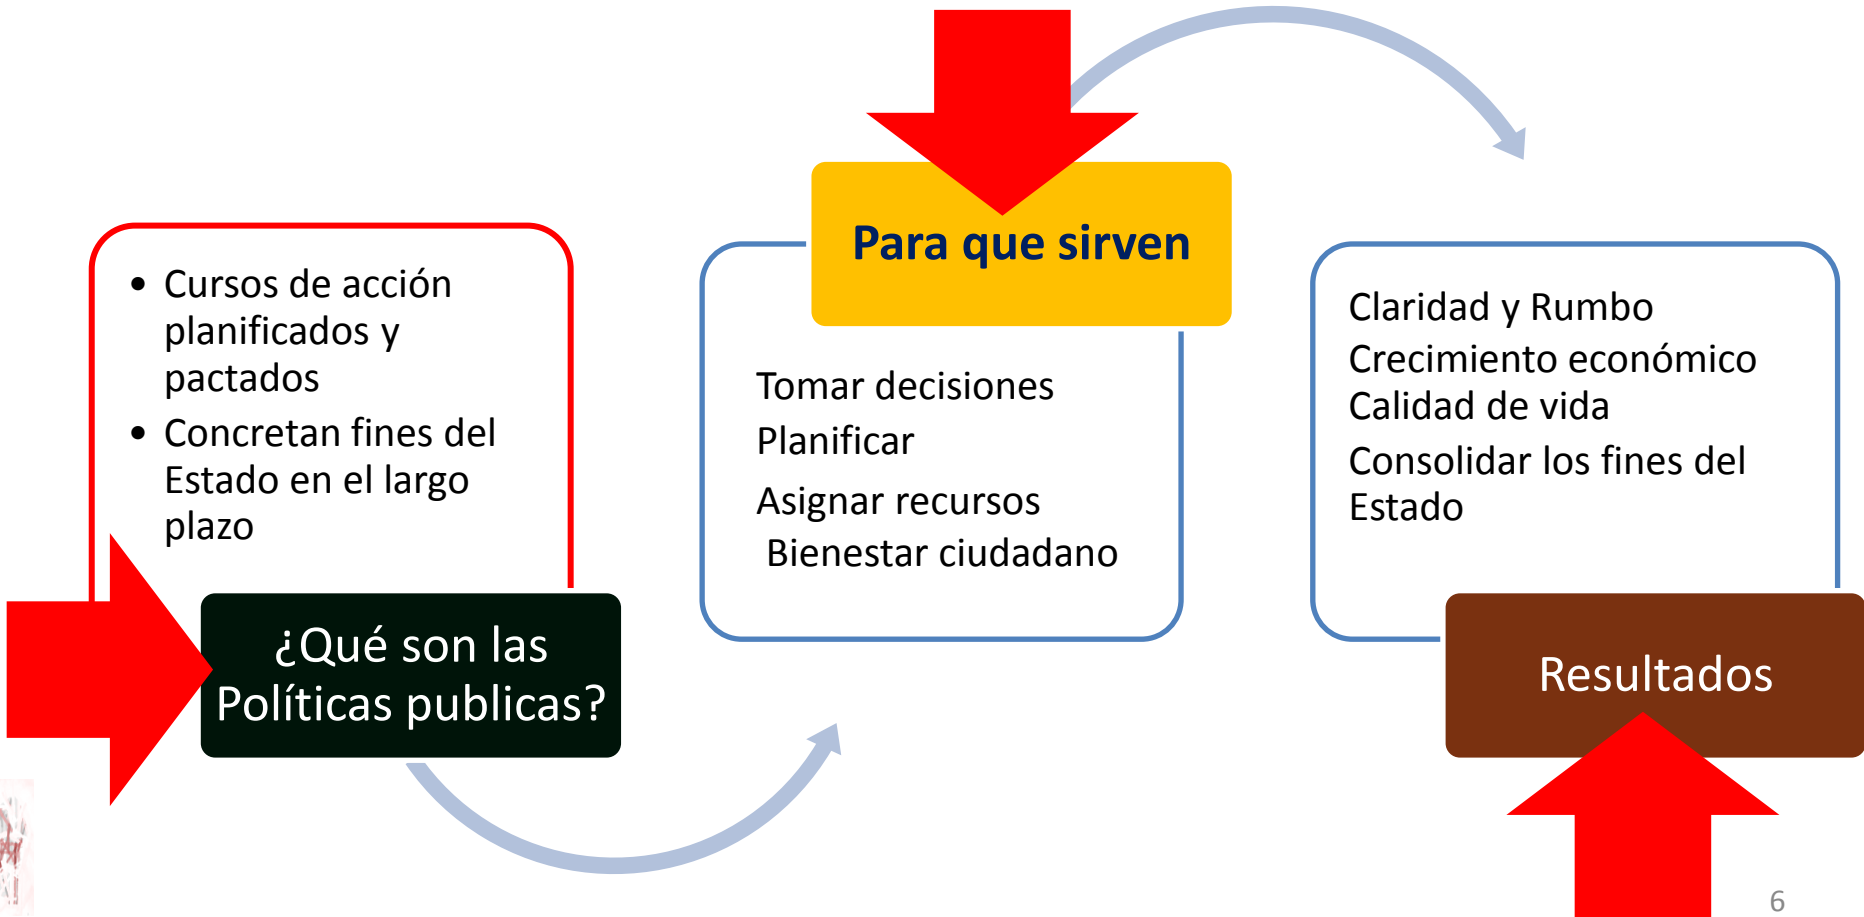 • Cursos de acción
planificados y
pactados
• Concretan fines del
Estado en el largo
plazo
¿Qué son las
Políticas publicas?
Para que sirven
Tomar decisiones
Planificar
Asignar recursos
Bienestar ciudadano
Claridad y Rumbo
Crecimiento económico
Calidad de vida
Consolidar los fines del
Estado
Resultados
6